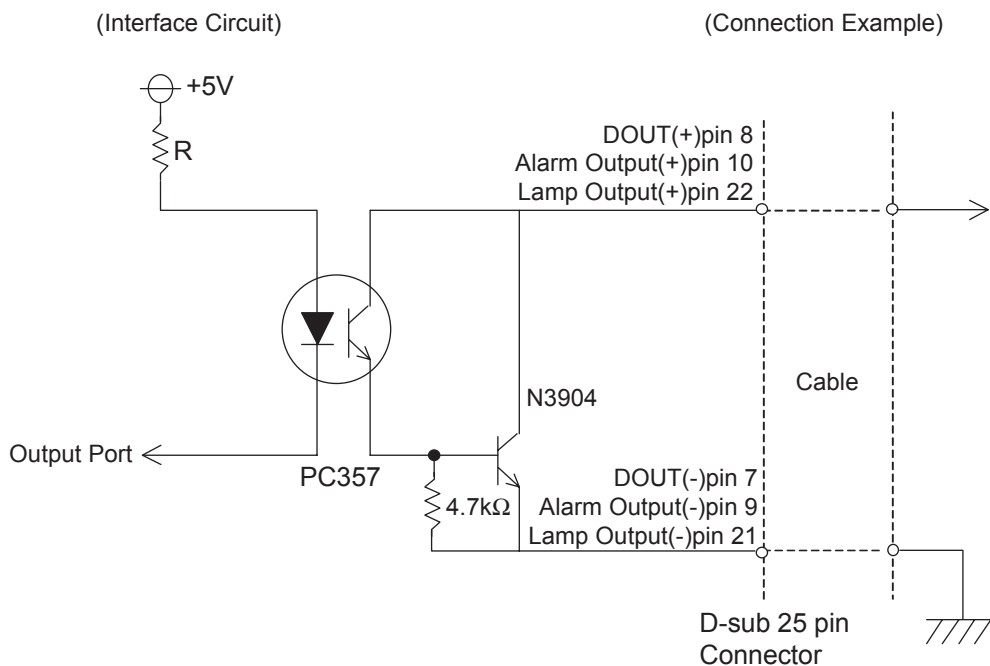 (Interface Circuit)
(Connection Example)
+5V
R
DOUT(+)pin 8
Alarm Output(+)pin 10
Lamp Output(+)pin 22
Cable
N3904
Output Port
PC357
4.7kΩ
DOUT(-)pin 7
Alarm Output(-)pin 9
Lamp Output(-)pin 21
D-sub 25 pin
Connector